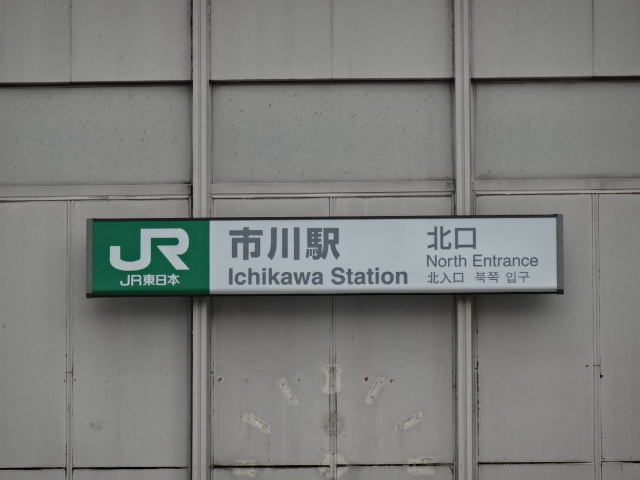 JR
JR東日本
市川駅
Ichikawa Station
北口
North Entrance
北入口 북쪽 입구